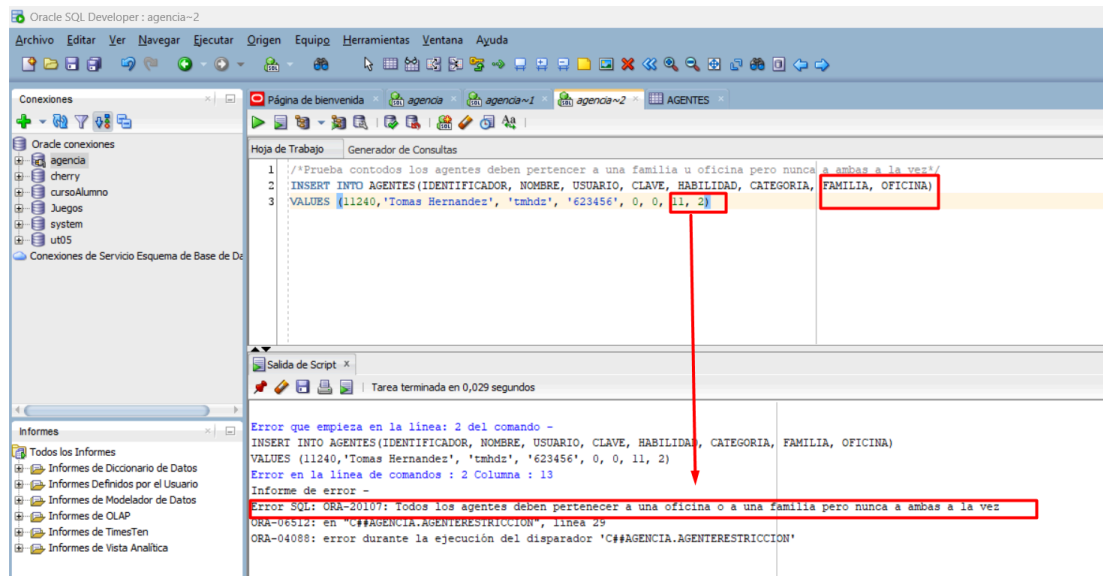 Oracle SQL Developer : agencia~2
Archivo Editar Ver Navegar Ejecutar Origen Equipo Herramientas Ventana Ayuda
Conexiones
Oracle conexiones
agencia
cherry
cursoAlumno
Juegos
system
ut05
Conexiones de Servicio Esquema de Base de Da
Informes
Todos los Informes
Informes de Diccionario de Datos
Informes Definidos por el Usuario
Informes de Modelador de Datos
Informes de OLAP
Informes de TimesTen
Informes de Vista Analítica
Página de bienvenida agencia agencia~1 agencia~2 AGENTES
Hoja de Trabajo Generador de Consultas
1 /*Prueba contodos los agentes deben pertencer a una familia u oficina pero nunca a ambas a la vez*/
2 INSERT INTO AGENTES(IDENTIFICADOR, NOMBRE, USUARIO, CLAVE, HABILIDAD, CATEGORIA, FAMILIA, OFICINA)
3 VALUES (11240,'Tomas Hernandez', 'tmhdz', '623456', 0, 0, 11, 2)
Salida de Script
Tarea terminada en 0,029 segundos
Error que empieza en la línea: 2 del comando -
INSERT INTO AGENTES(IDENTIFICADOR, NOMBRE, USUARIO, CLAVE, HABILIDAD, CATEGORIA, FAMILIA, OFICINA)
VALUES (11240,'Tomas Hernandez', 'tmhdz', '623456', 0, 0, 11, 2)
Error en la línea de comandos : 2 Columna : 13
Informe de error -
Error SQL: ORA-20107: Todos los agentes deben pertenecer a una oficina o a una familia pero nunca a ambas a la vez
ORA-06512: en "C##AGENCIA.AGENTERESTRICCION", línea 29
ORA-04088: error durante la ejecución del disparador 'C##AGENCIA.AGENTERESTRICCION'